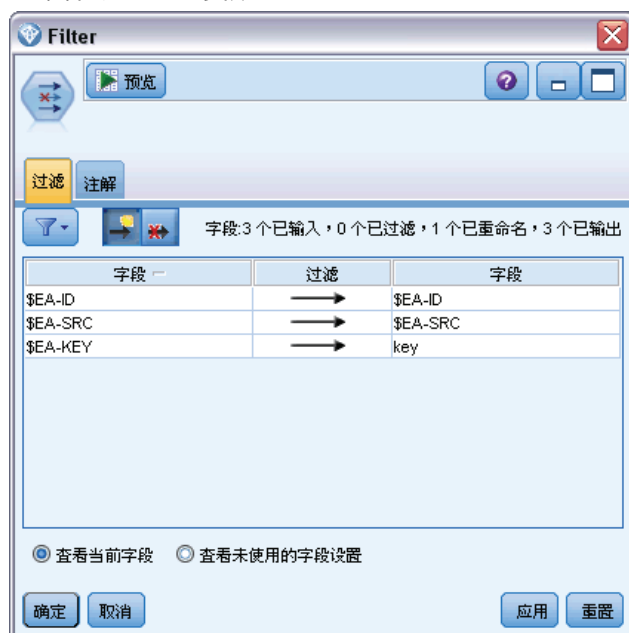 Filter
预览
过滤 注解
字段:3 个已输入，0 个已过滤，1 个已重命名，3 个已输出
字段 过滤 字段
$EA-ID $EA-ID
$EA-SRC $EA-SRC
$EA-KEY key
查看当前字段 查看未使用的字段设置
确定 取消 应用 重置